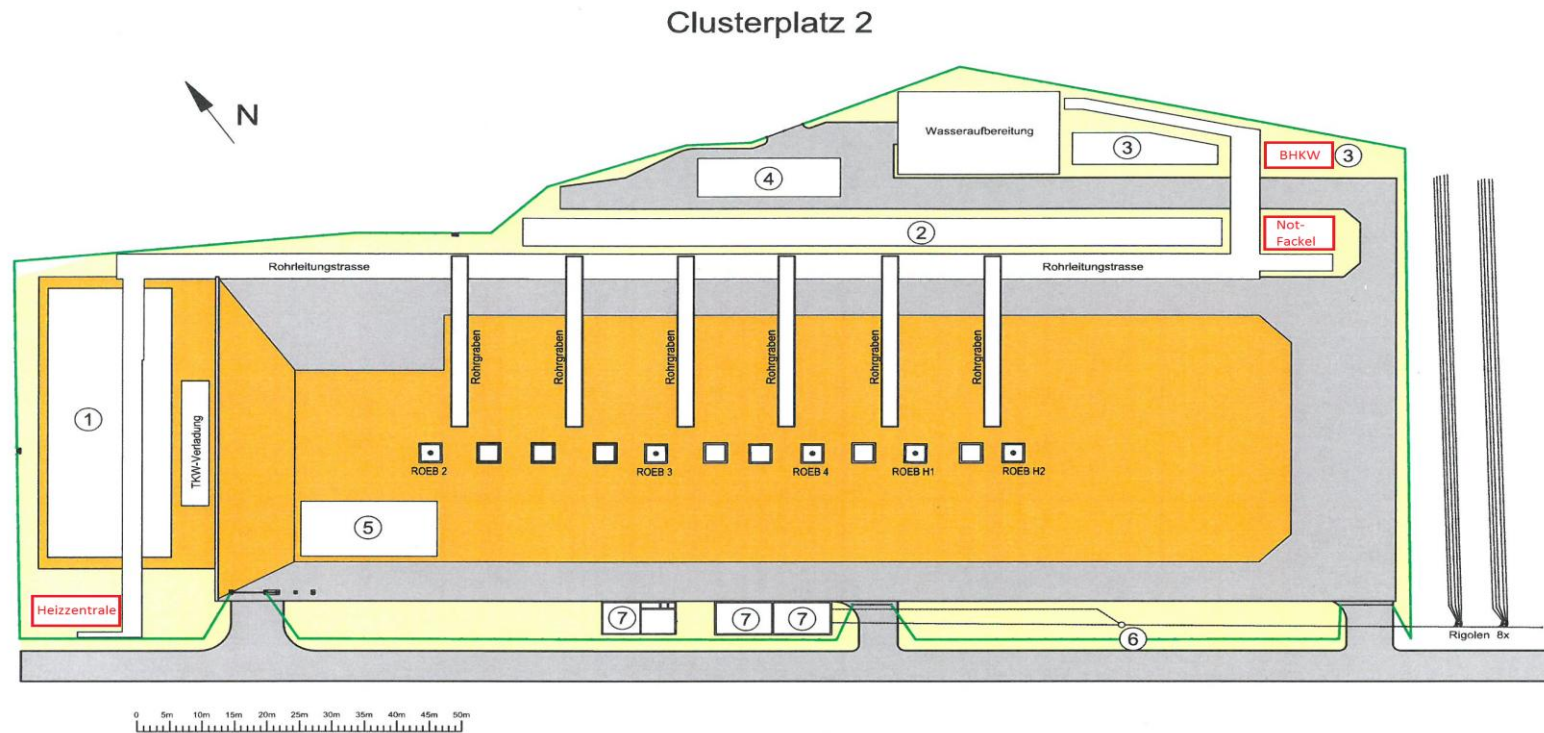 Clusterplatz 2
N
Wasseraufbereitung
3
BHKW
3
4
2
Not-
Fackel
Rohrleitungstrasse
Rohrleitungstrasse
Rohrgraben
Rohrgraben
Rohrgraben
Rohrgraben
Rohrgraben
Rohrgraben
1
TKW-Verladung
ROEB 2
ROEB 3
ROEB 4
ROEB H1
ROEB H2
5
Heizzentrale
7
7
7
6
Rigolen 8x
0 5m 10m 15m 20m 25m 30m 35m 40m 45m 50m